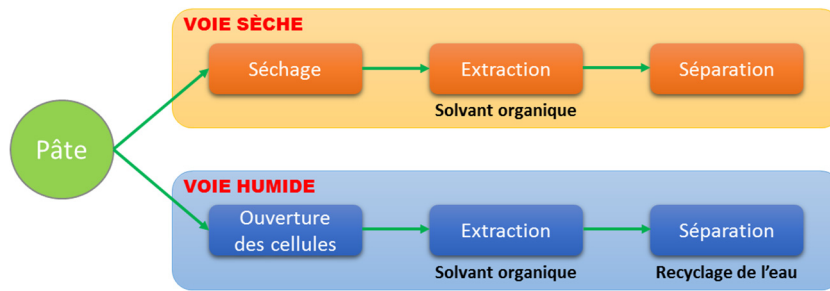 VOIE SÈCHE
Séchage
Extraction
Séparation
Solvant organique
Pâte
VOIE HUMIDE
Ouverture
des cellules
Extraction
Séparation
Solvant organique
Recyclage de l'eau